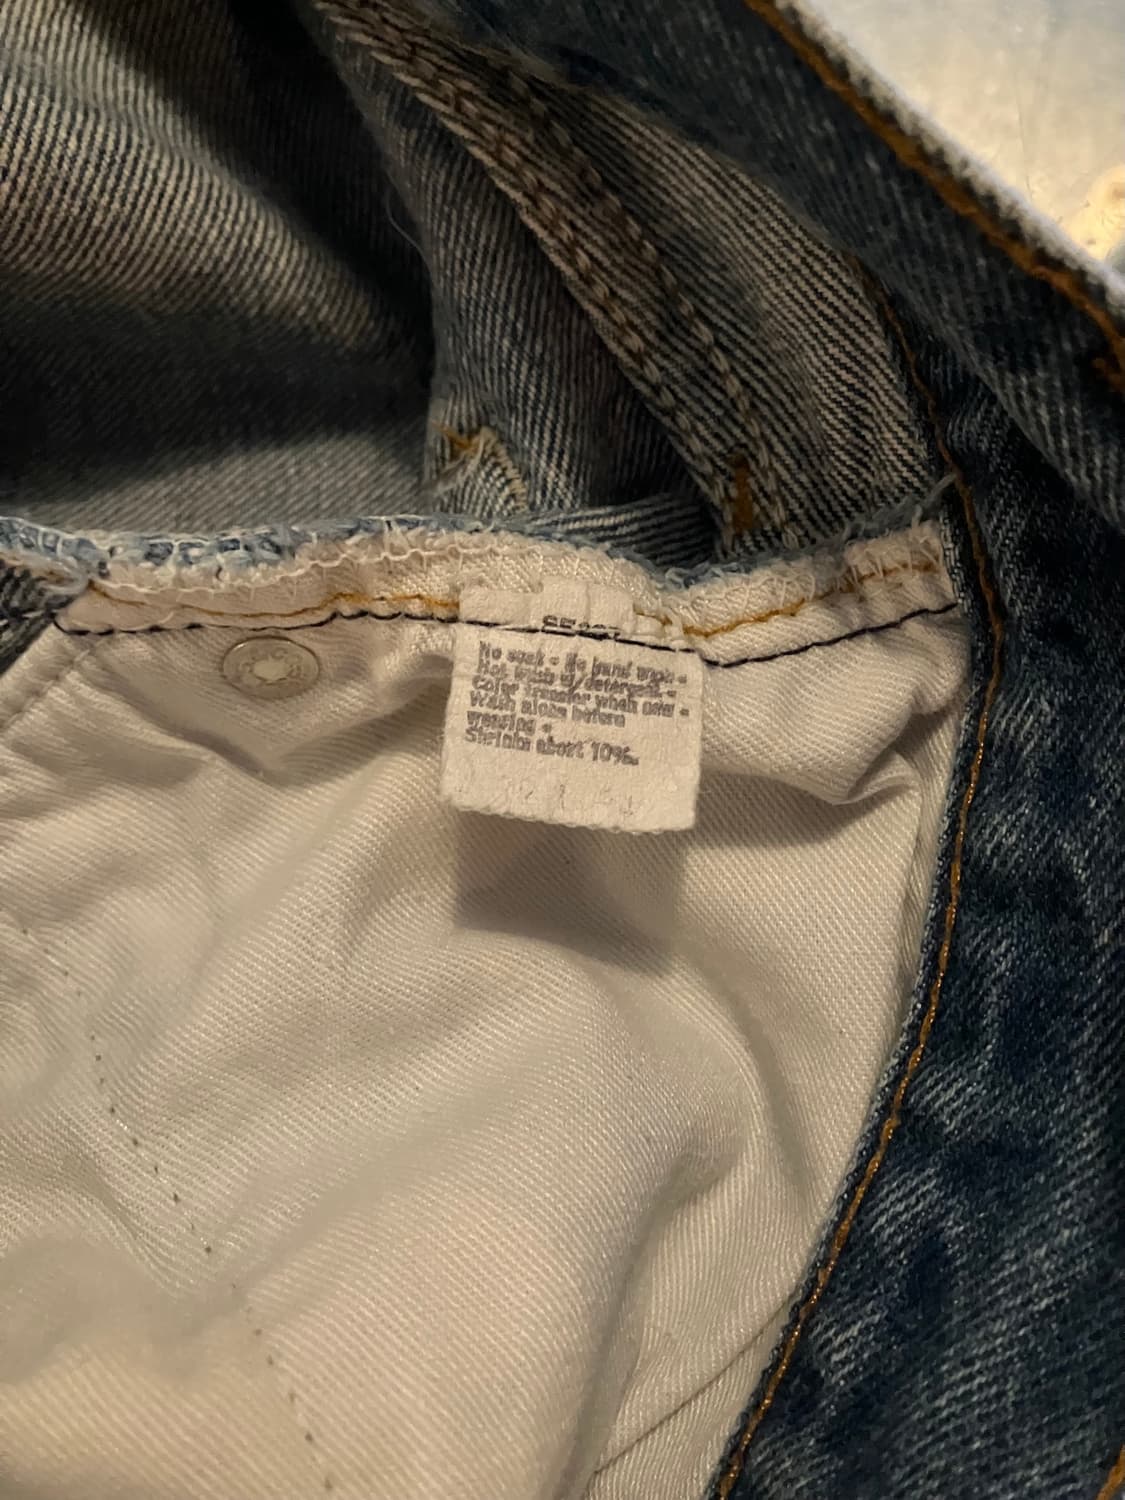 No soak - No hand wash -
Hot wash w/detergent. -
Color transfer when new -
Wash alone before
wearing -
Shrinks about 10%.